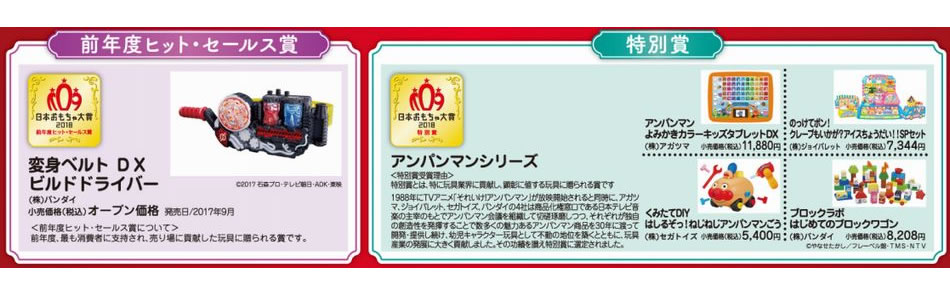 前年度ヒット・セールス賞
日本おもちゃ大賞
2018
前年度ヒット・セールス賞
変身ベルト DX
ビルドドライバー
(株)バンダイ
小売価格(税込)オープン価格 発売日/2017年9月
©2017 石森プロ・テレビ朝日・ADK・東映
<前年度ヒット・セールス賞について>
前年度、最も消費者に支持され、売り場に貢献した玩具に贈られる賞です。
特別賞
日本おもちゃ大賞
2018
特別賞
アンパンマンシリーズ
<特別賞受賞理由>
特別賞とは、特に玩具業界に貢献し、顕彰に値する玩具に贈られる賞です
1988年にTVアニメ「それいけ!アンパンマン」が放映開始すると同時に、アガツ
マ、ジョイパレット、セガトイズ、バンダイの4社は商品化権窓口である日本テレビ音
楽の主宰のもとでアンパンマン会議を組織して切磋琢磨しつつ、それぞれが独自
の創造性を発揮することで数多くの魅力あるアンパンマン商品を30年に渡って
開発・提供し続け、幼児キャラクター玩具として不動の地位を築くとともに、玩具
産業の発展に大きく貢献しました。その功績を讃え特別賞に選定されました。
アンパンマン
よみかきカラーキッズタブレットDX
(株)アガツマ 小売価格(税込)11,880円
のっけてポン!
クレープもいかが?アイスちょうだい!SPセット
(株)ジョイパレット 小売価格(税込)7,344円
くみたてDIY
はしるぞっ!ねじねじアンパンマンごう
(株)セガトイズ 小売価格(税込)5,400円
ブロックラボ
はじめてのブロックワゴン
(株)バンダイ 小売価格(税込)8,208円
©やなせたかし/フレーベル館・TMS・NTV